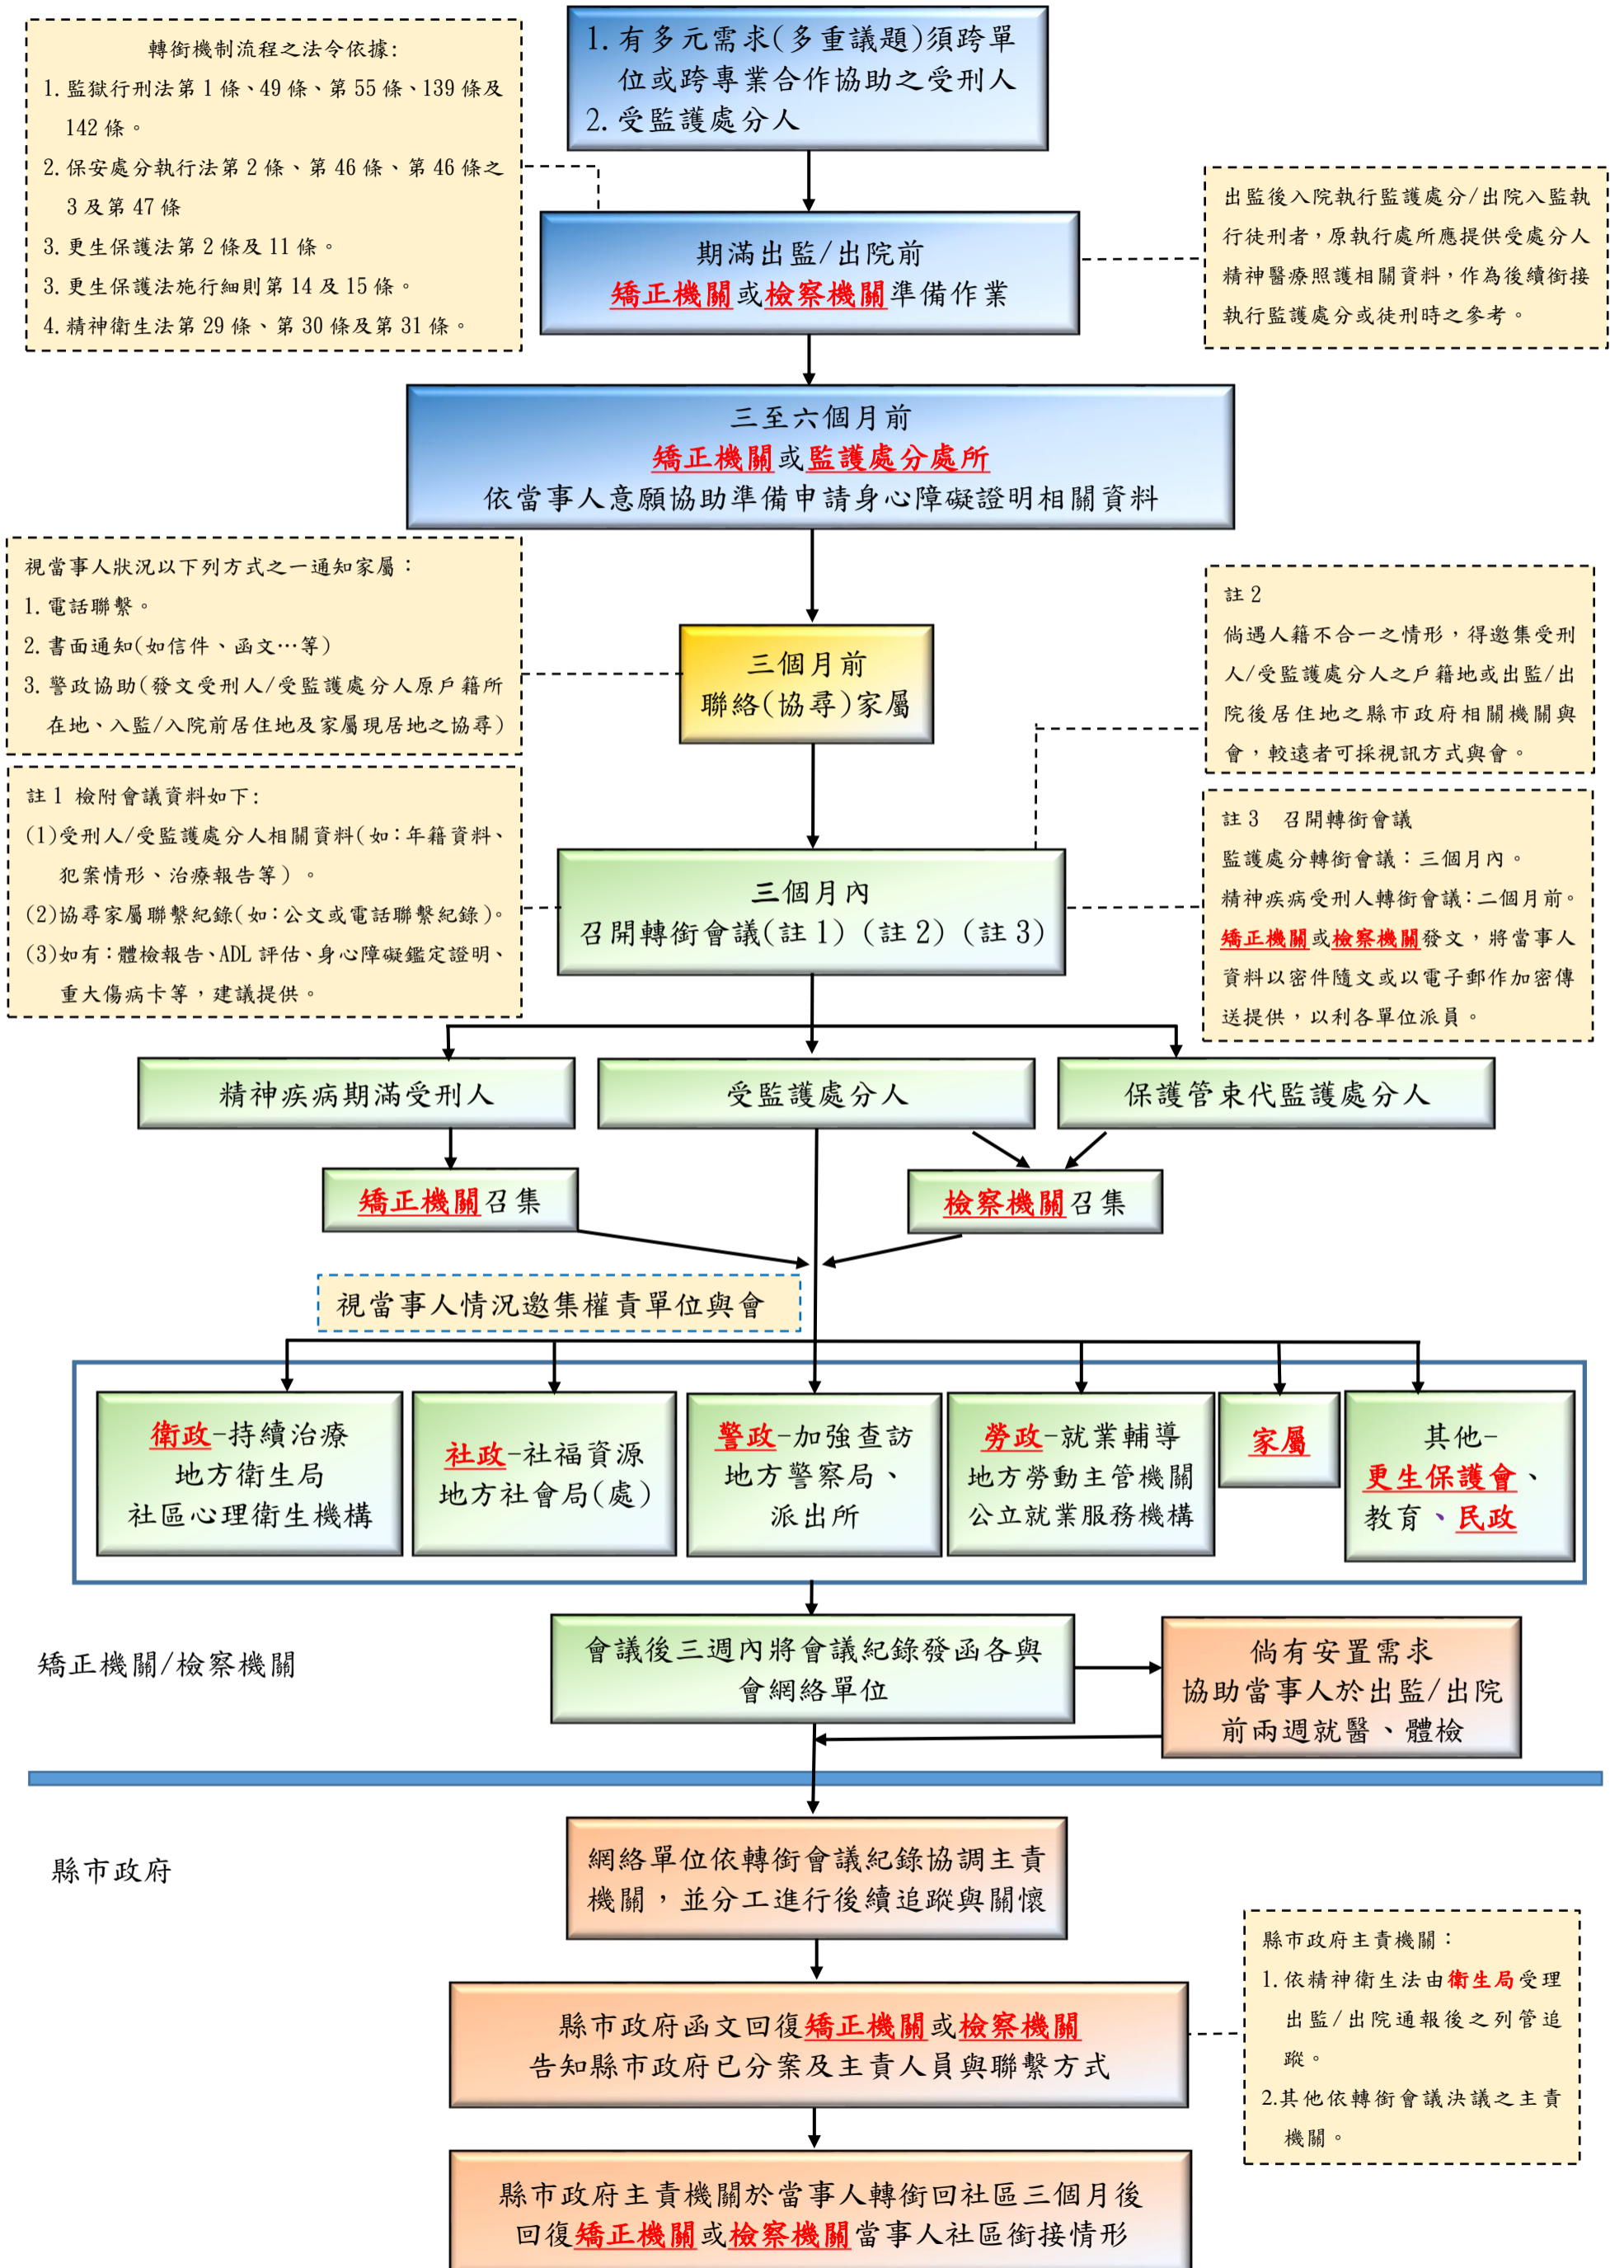 轉銜機制流程之法令依據:
1. 監獄行刑法第 1 條、49 條、第 55 條、139 條及
142 條。
2. 保安處分執行法第 2 條、第 46 條、第 46 條之
3 及第 47 條
3. 更生保護法第 2 條及 11 條。
3. 更生保護法施行細則第 14 及 15 條。
4. 精神衛生法第 29 條、第 30 條及第 31 條。
1. 有多元需求(多重議題)須跨單
位或跨專業合作協助之受刑人
2. 受監護處分人
期滿出監/出院前
矯正機關或檢察機關準備作業
出監後入院執行監護處分/出院入監執
行徒刑者，原執行處所應提供受處分人
精神醫療照護相關資料，作為後續銜接
執行監護處分或徒刑時之參考。
三至六個月前
矯正機關或監護處分處所
依當事人意願協助準備申請身心障礙證明相關資料
視當事人狀況以下列方式之一通知家屬：
1. 電話聯繫。
2. 書面通知(如信件、函文…等)
3. 警政協助(發文受刑人/受監護處分人原戶籍所
在地、入監/入院前居住地及家屬現居地之協尋)
三個月前
聯絡(協尋)家屬
註 2
倘遇人籍不合一之情形，得邀集受刑
人/受監護處分人之戶籍地或出監/出
院後居住地之縣市政府相關機關與
會，較遠者可採視訊方式與會。
註 1 檢附會議資料如下:
(1)受刑人/受監護處分人相關資料(如：年籍資料、
犯案情形、治療報告等) 。
(2)協尋家屬聯繫紀錄(如：公文或電話聯繫紀錄)。
(3)如有：體檢報告、ADL 評估、身心障礙鑑定證明、
重大傷病卡等，建議提供。
三個月內
召開轉銜會議(註 1) (註 2) (註 3)
註 3 召開轉銜會議
監護處分轉銜會議：三個月內。
精神疾病受刑人轉銜會議：二個月前。
矯正機關或檢察機關發文，將當事人
資料以密件隨文或以電子郵作加密傳
送提供，以利各單位派員。
精神疾病期滿受刑人
受監護處分人
保護管束代監護處分人
矯正機關召集
檢察機關召集
視當事人情況邀集權責單位與會
衛政-持續治療
地方衛生局
社區心理衛生機構
社政-社福資源
地方社會局(處)
警政-加強查訪
地方警察局、
派出所
勞政-就業輔導
地方勞動主管機關
公立就業服務機構
家屬
其他-
更生保護會、
教育、民政
矯正機關/檢察機關
會議後三週內將會議紀錄發函各與
會網絡單位
倘有安置需求
協助當事人於出監/出院
前兩週就醫、體檢
縣市政府
網絡單位依轉銜會議紀錄協調主責
機關，並分工進行後續追蹤與關懷
縣市政府函文回復矯正機關或檢察機關
告知縣市政府已分案及主責人員與聯繫方式
縣市政府主責機關：
1. 依精神衛生法由衛生局受理
出監/出院通報後之列管追
蹤。
2.其他依轉銜會議決議之主責
機關。
縣市政府主責機關於當事人轉銜回社區三個月後
回復矯正機關或檢察機關當事人社區銜接情形